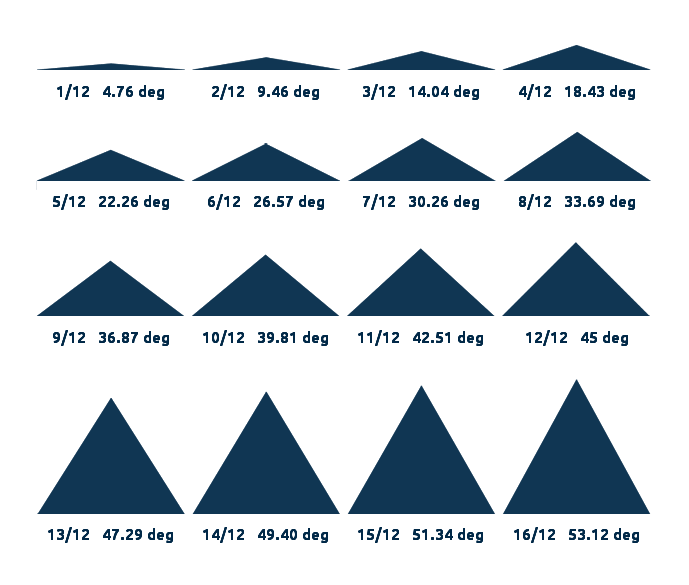 1/12 4.76 deg
2/12 9.46 deg
3/12 14.04 deg
4/12 18.43 deg
5/12 22.26 deg
6/12 26.57 deg
7/12 30.26 deg
8/12 33.69 deg
9/12 36.87 deg
10/12 39.81 deg
11/12 42.51 deg
12/12 45 deg
13/12 47.29 deg
14/12 49.40 deg
15/12 51.34 deg
16/12 53.12 deg